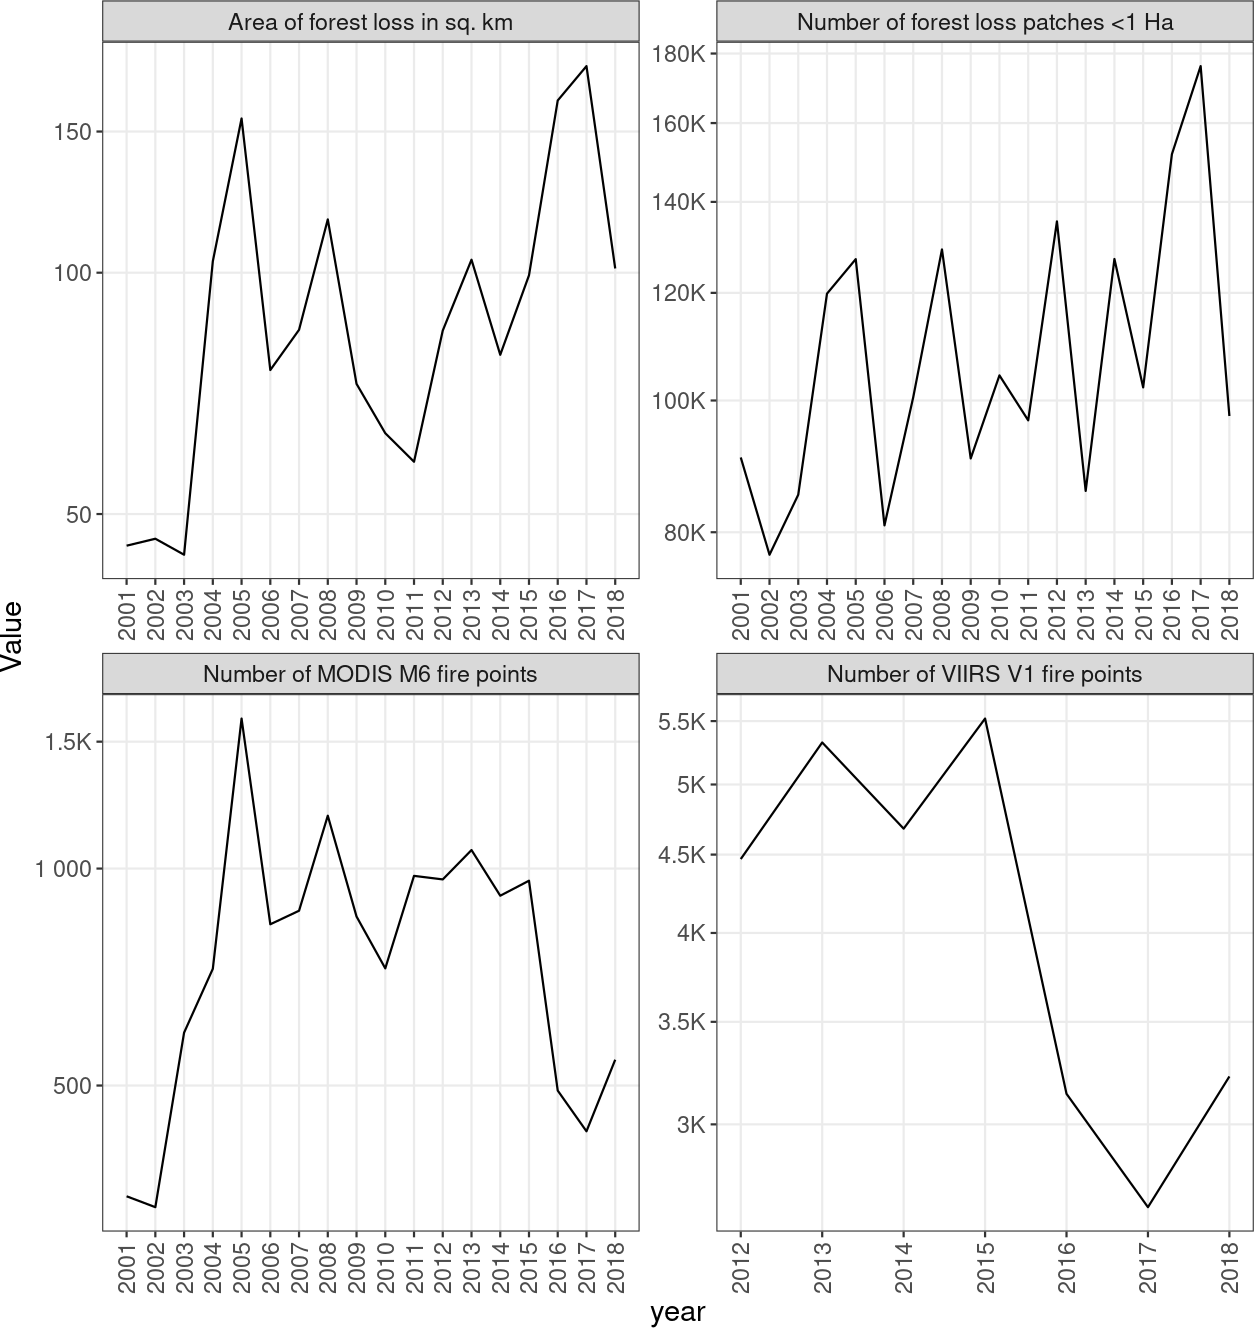 Area of forest loss in sq. km
150
100
50
2001 2002 2003 2004 2005 2006 2007 2008 2009 2010 2011 2012 2013 2014 2015 2016 2017 2018
Number of forest loss patches <1 Ha
180K
160K
140K
120K
100K
80K
2001 2002 2003 2004 2005 2006 2007 2008 2009 2010 2011 2012 2013 2014 2015 2016 2017 2018
Value
Number of MODIS M6 fire points
1.5K
1 000
500
2001 2002 2003 2004 2005 2006 2007 2008 2009 2010 2011 2012 2013 2014 2015 2016 2017 2018
Number of VIIRS V1 fire points
5.5K
5K
4.5K
4K
3.5K
3K
2012 2013 2014 2015 2016 2017 2018
year